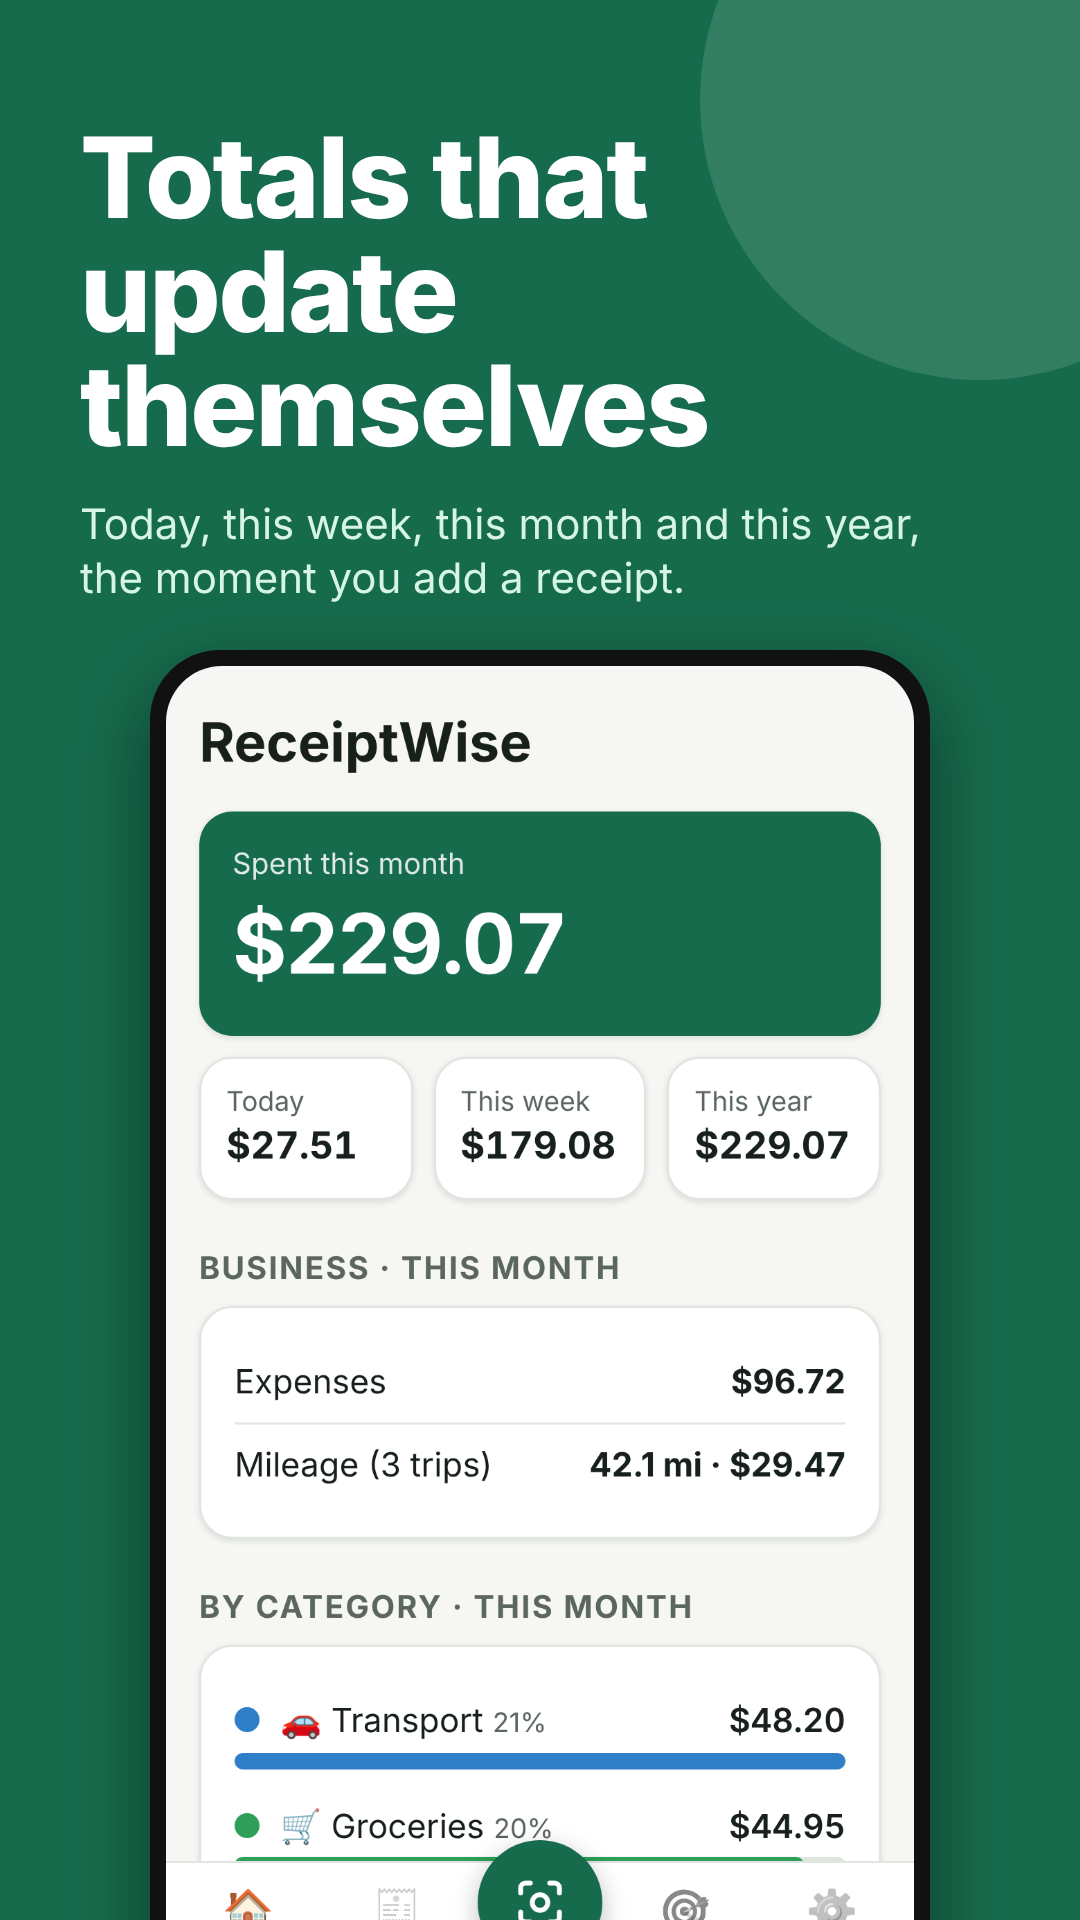 Totals that
update
themselves
Today, this week, this month and this year,
the moment you add a receipt.
ReceiptWise
Spent this month
$229.07
Today
$27.51
This week
$179.08
This year
$229.07
BUSINESS · THIS MONTH
Expenses $96.72
Mileage (3 trips) 42.1 mi · $29.47
BY CATEGORY · THIS MONTH
Transport 21% $48.20
Groceries 20% $44.95